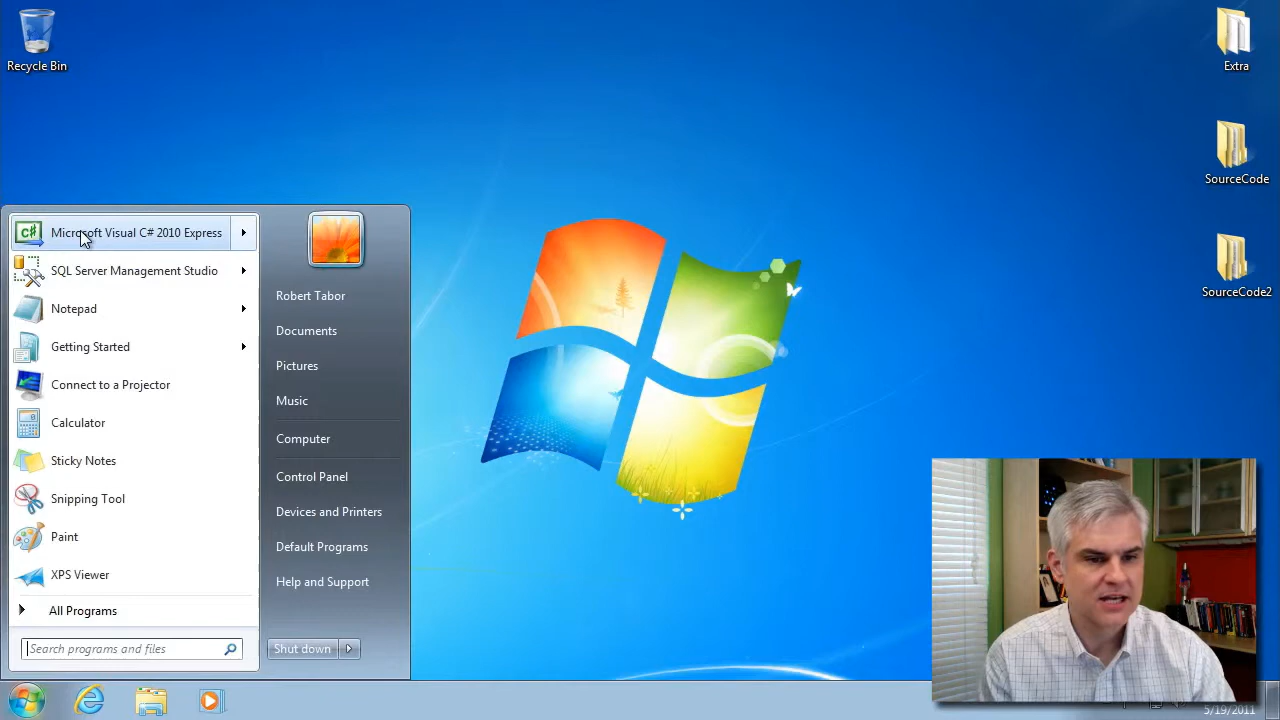 Recycle Bin
Extra
SourceCode
SourceCode2
C#
Microsoft Visual C# 2010 Express
SQL Server Management Studio
Notepad
Getting Started
Connect to a Projector
Calculator
Sticky Notes
Snipping Tool
Paint
XPS Viewer
All Programs
Search programs and files
Robert Tabor
Documents
Pictures
Music
Computer
Control Panel
Devices and Printers
Default Programs
Help and Support
Shut down
5/19/2011